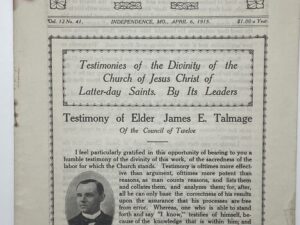 Vol. 12 No. 41. INDEPENDENCE, MO., APRIL 6, 1915. $1.00 a Year
Testimonies of the Divinity of the
Church of Jesus Christ of
Latter-day Saints. By Its Leaders
Testimony of Elder James E. Talmage
Of the Council of Twelve
I feel particularly gratified in this opportunity of bearing to you a
humble testimony of the divinity of this work, of the sacredness of the
labor for which the Church stands. Testimony is ofttimes more effect-
ive than argument, ofttimes more potent than
reasons, as man counts reasons, and lists them
and collates them, and analyzes them; for, after
all he can only base the correctness of his results
upon the assurance that his processes are free
from error. Whereas, one who is able to stand
forth and say "I know," testifies of himself, be-
cause of the knowledge that is within him; and